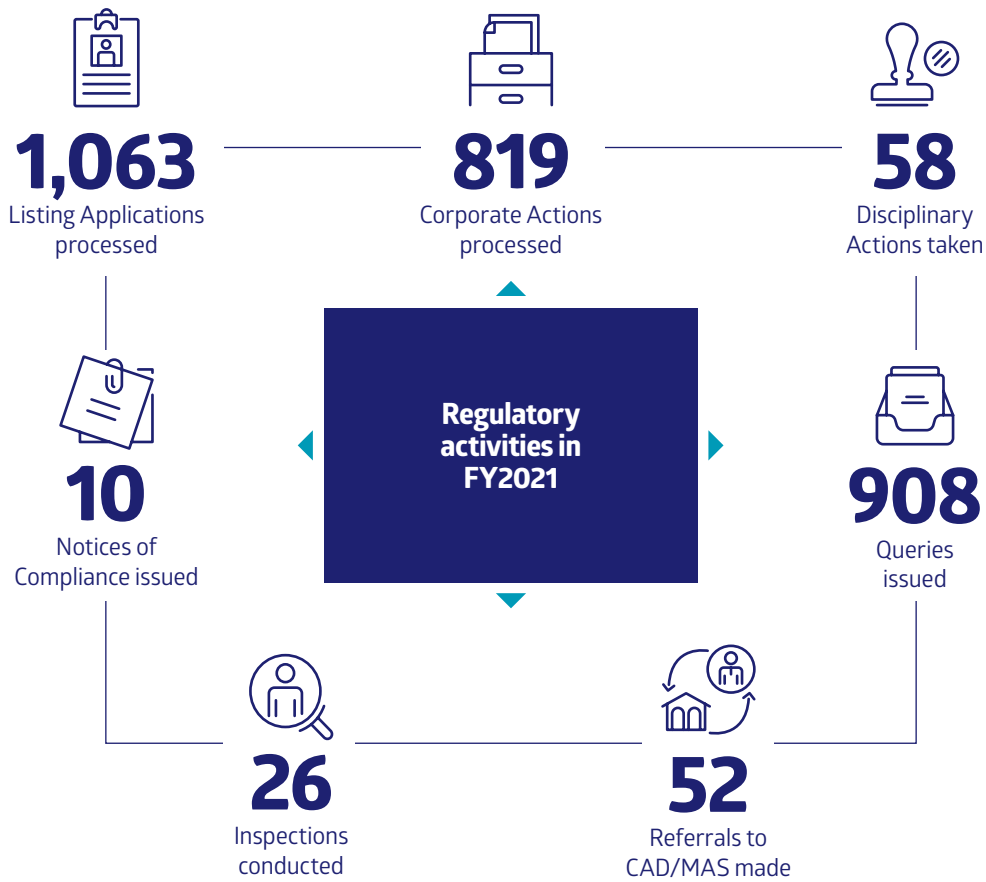 1,063
Listing Applications
processed
819
Corporate Actions
processed
58
Disciplinary
Actions taken
Regulatory
activities in
FY2021
10
Notices of
Compliance issued
908
Queries
issued
26
Inspections
conducted
52
Referrals to
CAD/MAS made